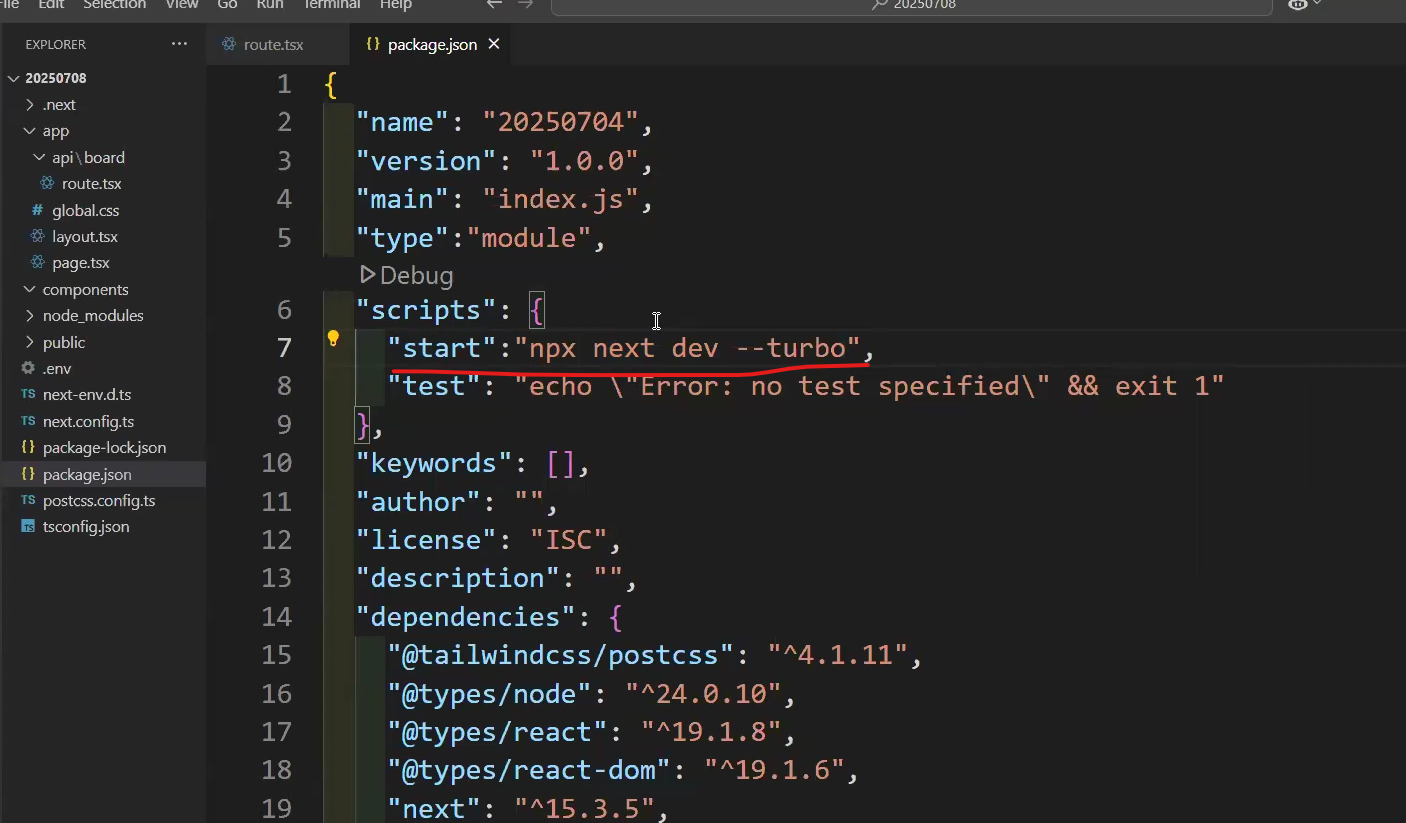 File Edit Selection View Go Run Terminal Help
20250708
EXPLORER
route.tsx
package.json
20250708
.next
app
api\board
route.tsx
global.css
layout.tsx
page.tsx
components
node_modules
public
.env
next-env.d.ts
next.config.ts
package-lock.json
package.json
postcss.config.ts
tsconfig.json
1 {
2 "name": "20250704",
3 "version": "1.0.0",
4 "main": "index.js",
5 "type":"module",
Debug
6 "scripts": {
7 "start":"npx next dev --turbo",
8 "test": "echo \"Error: no test specified\" && exit 1"
9 },
10 "keywords": [],
11 "author": "",
12 "license": "ISC",
13 "description": "",
14 "dependencies": {
15 "@tailwindcss/postcss": "^4.1.11",
16 "@types/node": "^24.0.10",
17 "@types/react": "^19.1.8",
18 "@types/react-dom": "^19.1.6",
19 "next": "^15.3.5",